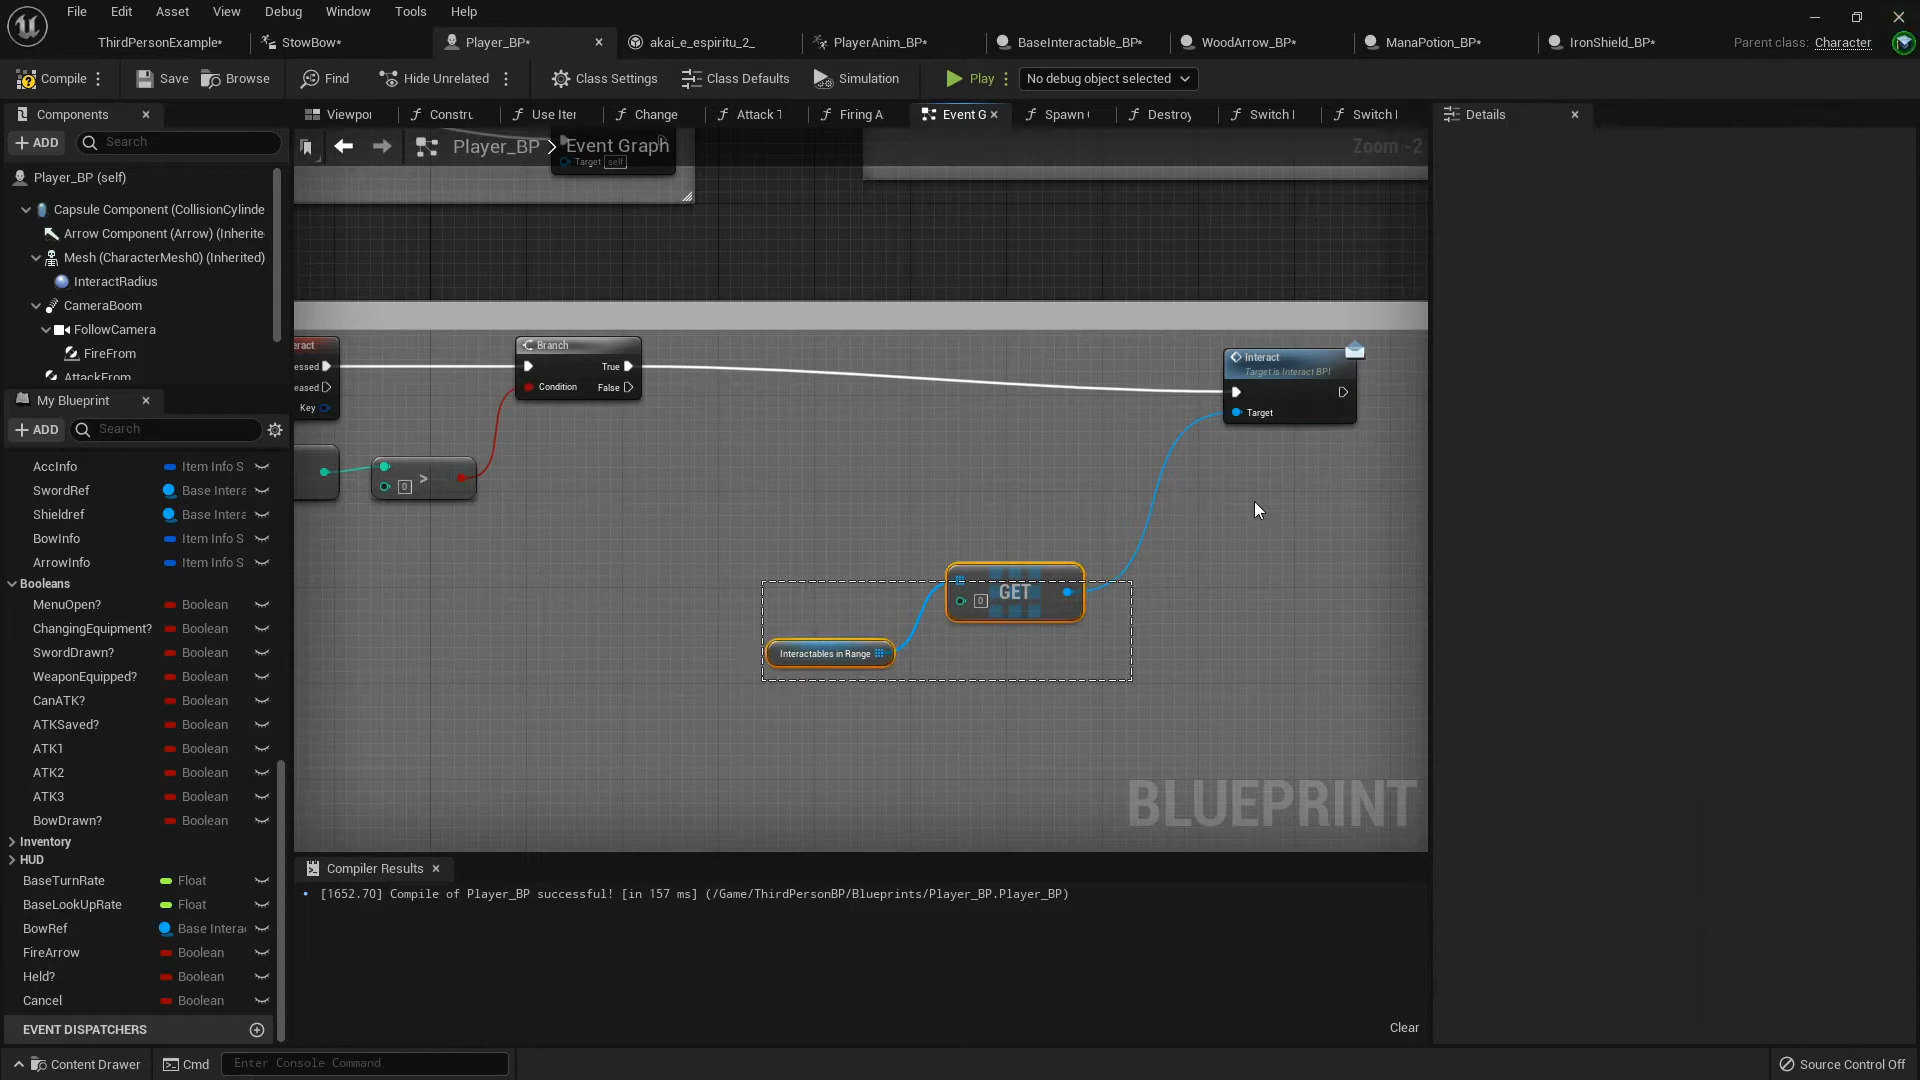 File Edit Asset View Debug Window Tools Help
ThirdPersonExample* StowBow* Player_BP* akai_e_espiritu_2_ PlayerAnim_BP* BaseInteractable_BP* WoodArrow_BP* ManaPotion_BP* IronShield_BP* Parent class: Character
Compile Save Browse Find Hide Unrelated Class Settings Class Defaults Simulation Play No debug object selected
Components Viewpor Constru Use Iter Change Attack T Firing A Event G Spawn Destroy Switch I Switch I Details
ADD Search Player_BP Event Graph Zoom -2
Target self
Player_BP (self)
Capsule Component (CollisionCylinde
Arrow Component (Arrow) (Inherite
Mesh (CharacterMesh0) (Inherited)
InteractRadius
CameraBoom
FollowCamera
FireFrom
AttackFrom
eract Branch Interact
Target is Interact BPI
essed True
eased Condition False
Key Target
0 >
GET
0
Interactables in Range
BLUEPRINT
My Blueprint
ADD Search
AccInfo Item Info S
SwordRef Base Intera
Shieldref Base Intera
BowInfo Item Info S
ArrowInfo Item Info S
Booleans
MenuOpen? Boolean
ChangingEquipment? Boolean
SwordDrawn? Boolean
WeaponEquipped? Boolean
CanATK? Boolean
ATKSaved? Boolean
ATK1 Boolean
ATK2 Boolean
ATK3 Boolean
BowDrawn? Boolean
Inventory
HUD
BaseTurnRate Float
BaseLookUpRate Float
BowRef Base Intera
FireArrow Boolean
Held? Boolean
Cancel Boolean
EVENT DISPATCHERS
Compiler Results
[1652.70] Compile of Player_BP successful! [in 157 ms] (/Game/ThirdPersonBP/Blueprints/Player_BP.Player_BP)
Clear
Content Drawer Cmd Enter Console Command Source Control Off